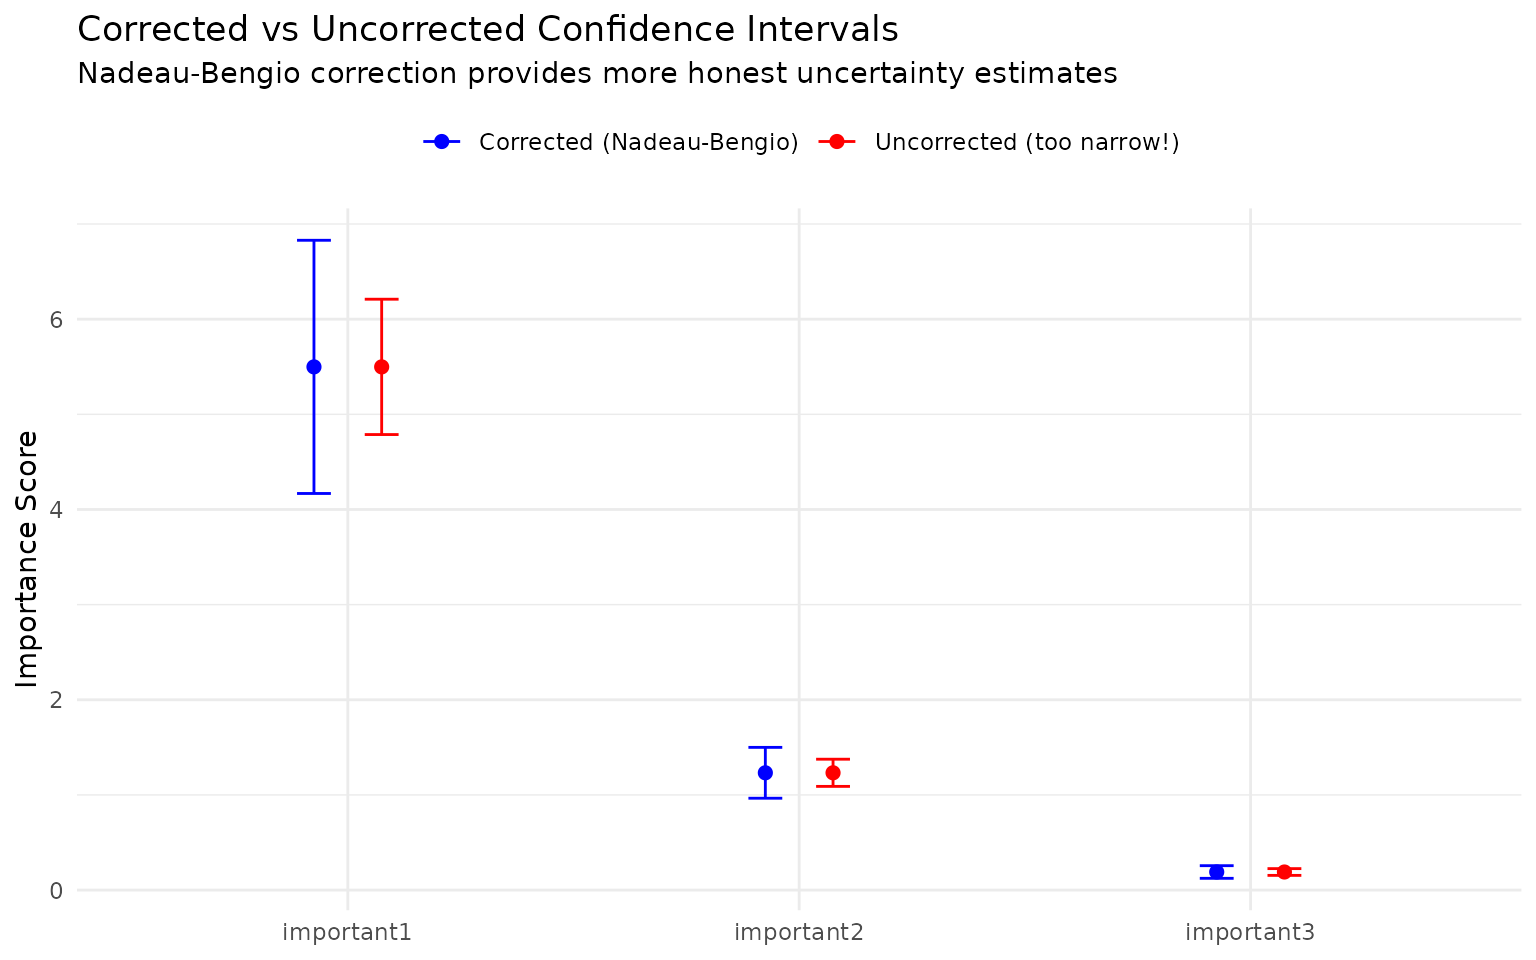 Corrected vs Uncorrected Confidence Intervals
Nadeau-Bengio correction provides more honest uncertainty estimates
Corrected (Nadeau-Bengio) Uncorrected (too narrow!)
Importance Score
6
4
2
0
important1 important2 important3